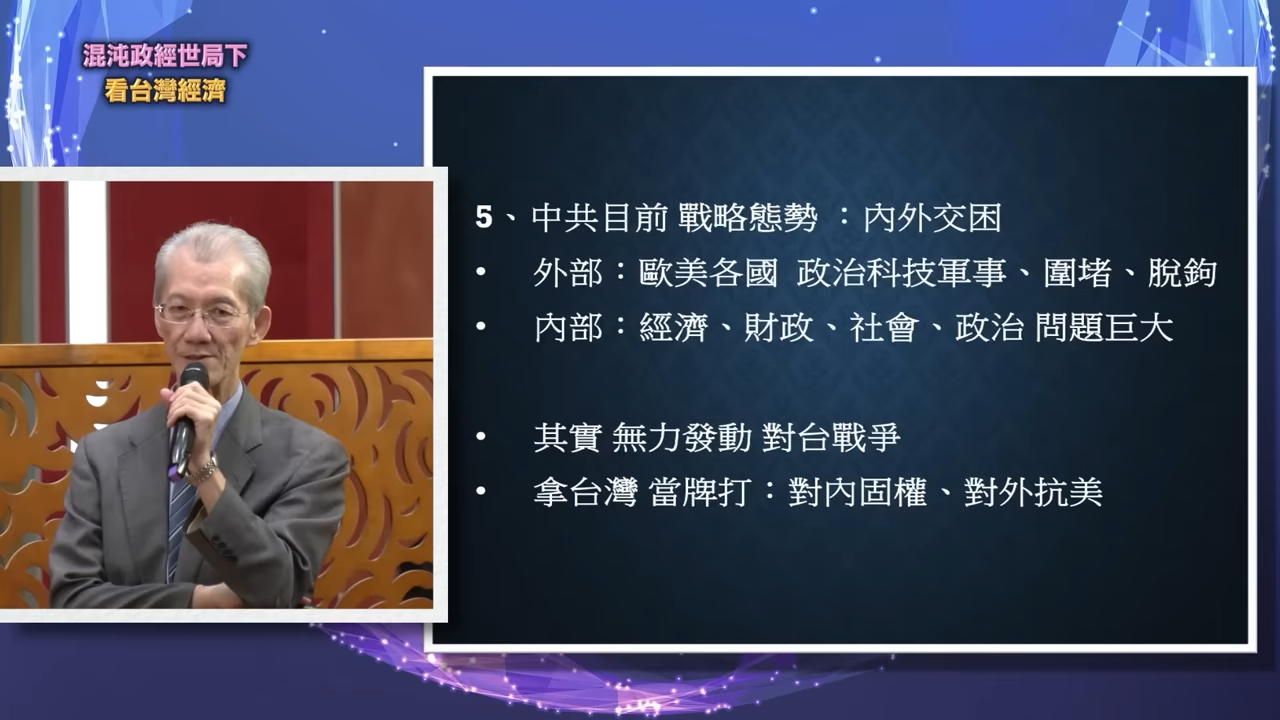 混沌政經世局下
看台灣經濟
5、中共目前 戰略態勢 ：內外交困
• 外部：歐美各國 政治科技軍事、圍堵、脫鉤
• 內部：經濟、財政、社會、政治 問題巨大
• 其實 無力發動 對台戰爭
• 拿台灣 當牌打：對內固權、對外抗美